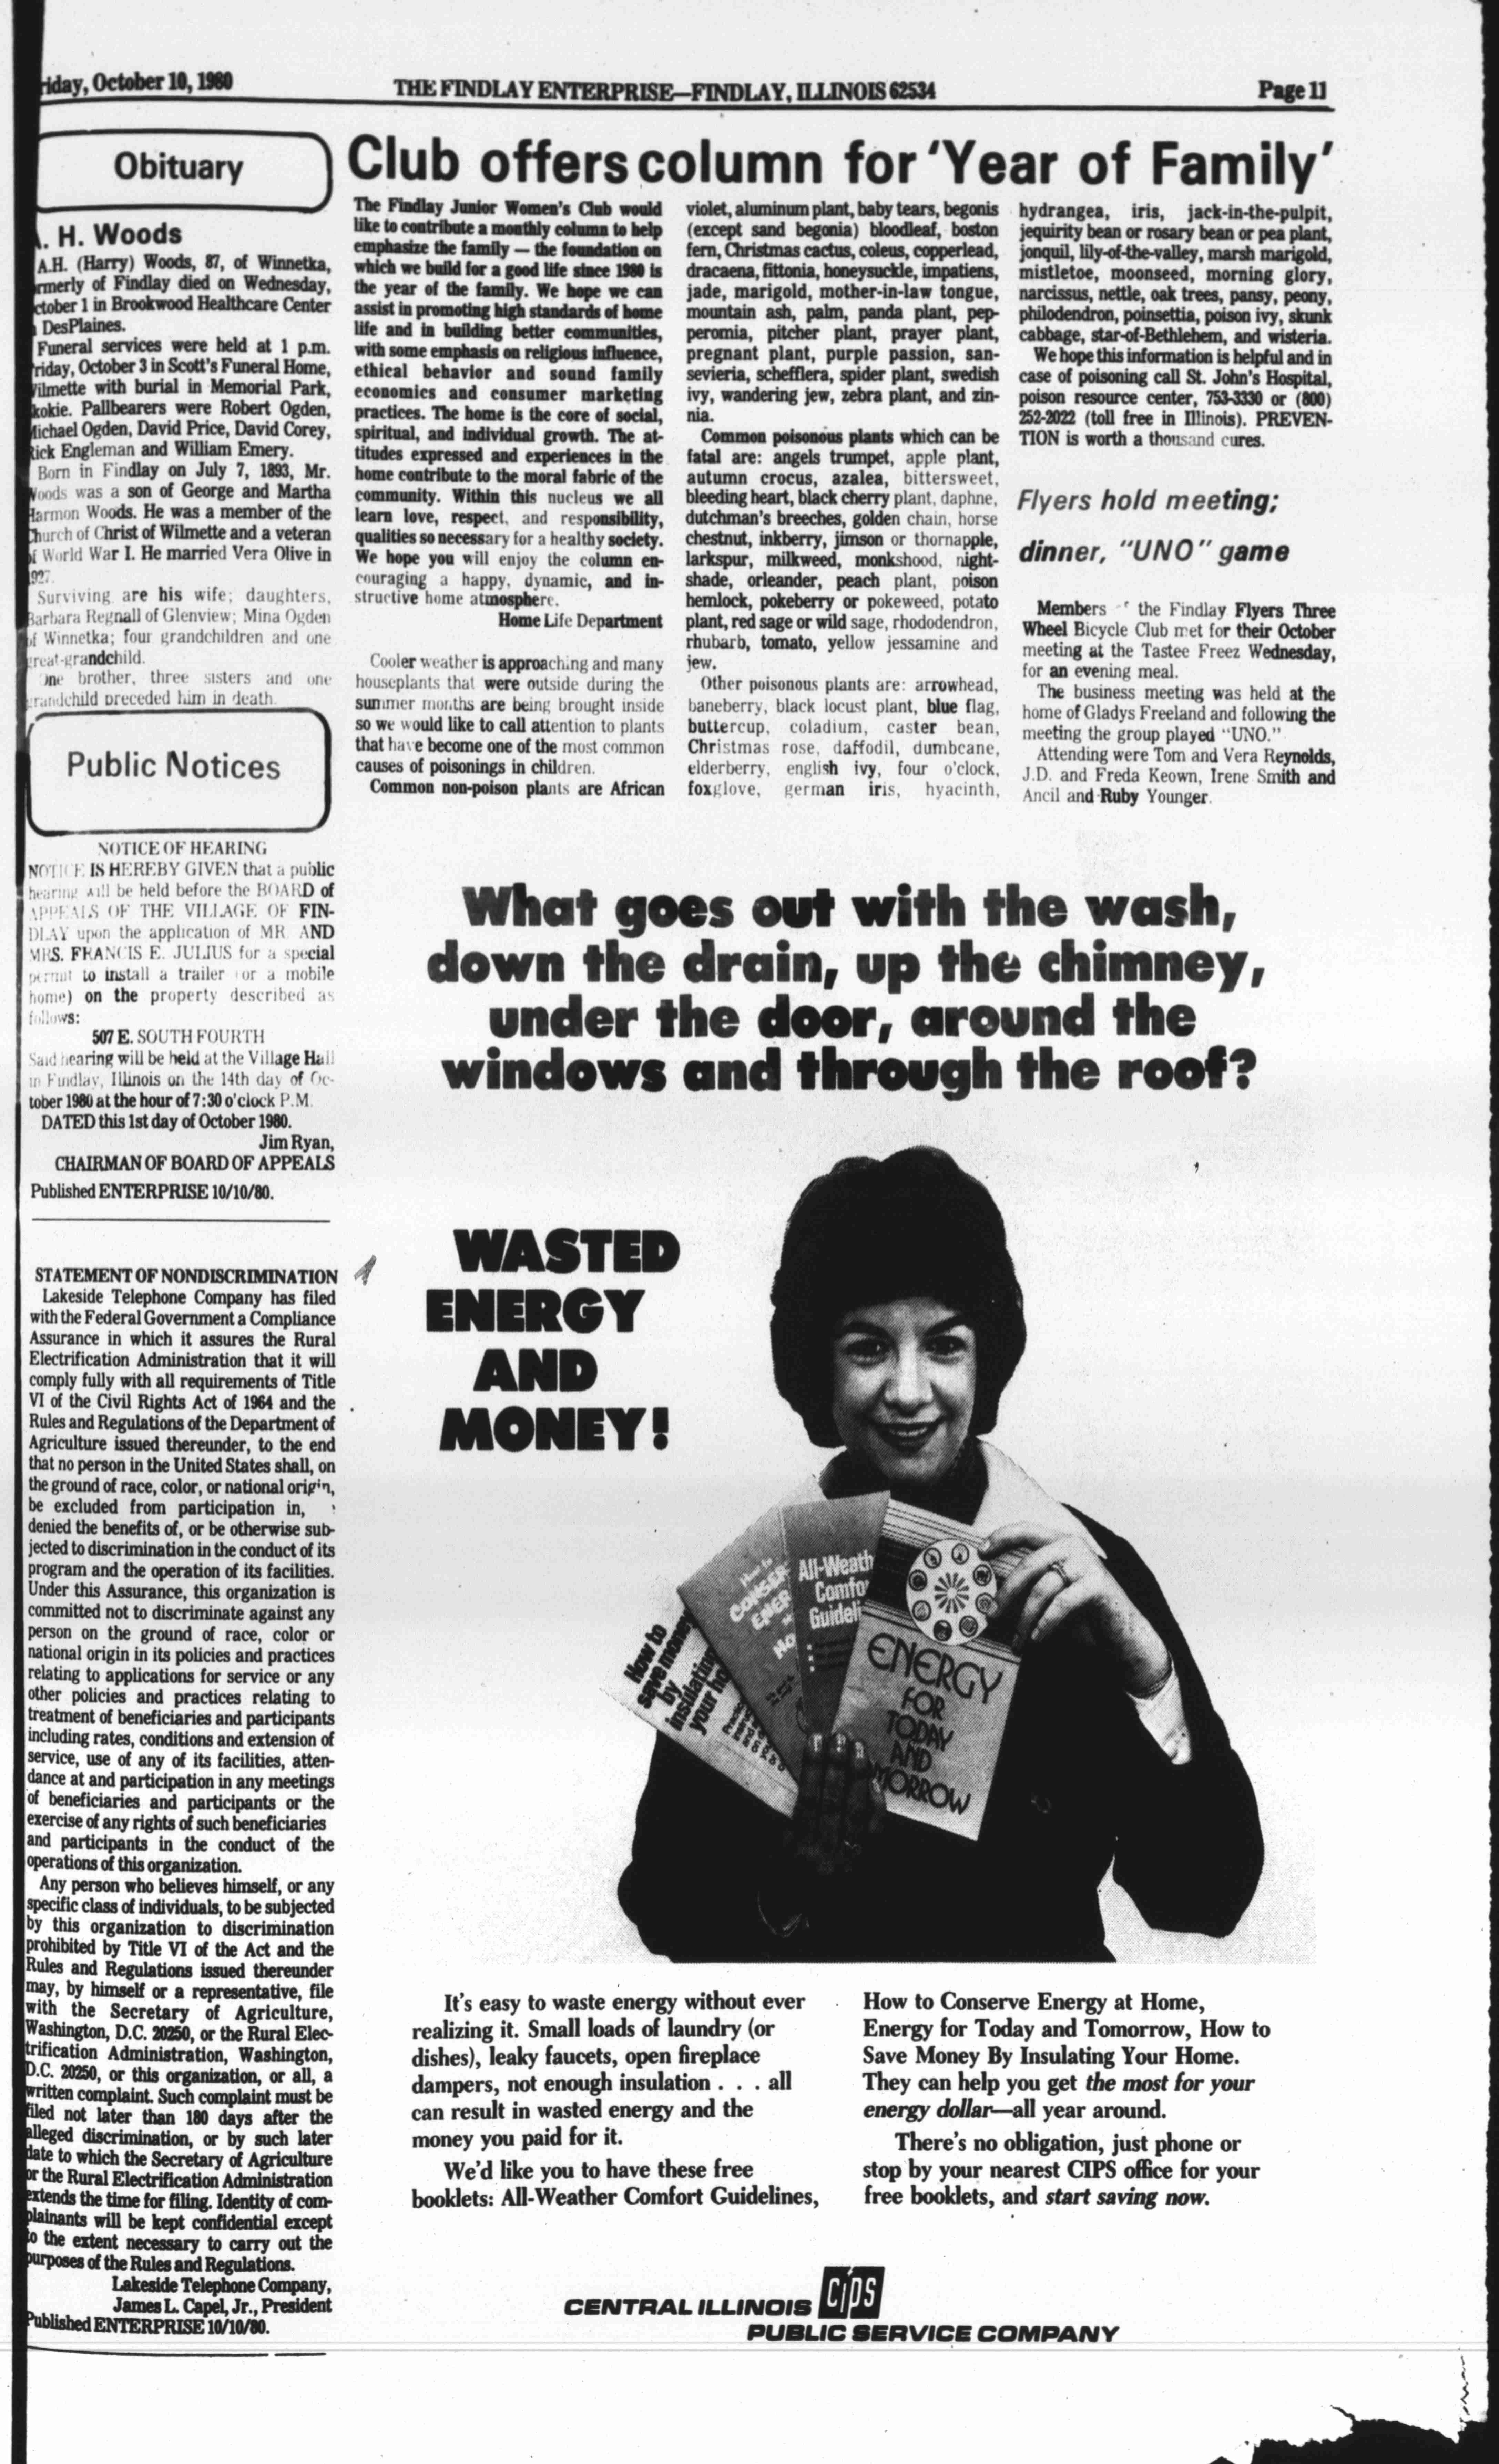 riday, October 10, 1980
THE FINDLAY ENTERPRISE—FINDLAY, ILLINOIS 62534
Page 11
Obituary
. H. Woods
A.H. (Harry) Woods, 87, of Winnetka,
rmerly of Findlay died on Wednesday,
ctober 1 in Brookwood Healthcare Center
DesPlaines.
Funeral services were held at 1 p.m.
riday, October 3 in Scott's Funeral Home,
ilmette with burial in Memorial Park,
kokie. Pallbearers were Robert Ogden,
ichael Ogden, David Price, David Corey,
ick Engleman and William Emery.
Born in Findlay on July 7, 1893, Mr.
oods was a son of George and Martha
armon Woods. He was a member of the
hurch of Christ of Wilmette and a veteran
of World War I. He married Vera Olive in
1927.
Surviving are his wife; daughters,
Barbara Regnall of Glenview; Mina Ogden
of Winnetka; four grandchildren and one
great-grandchild.
One brother, three sisters and one
grandchild preceded him in death.
Public Notices
NOTICE OF HEARING
NOTICE IS HEREBY GIVEN that a public
hearing will be held before the BOARD of
APPEALS OF THE VILLAGE OF FIN-
DLAY upon the application of MR. AND
MRS. FRANCIS E. JULIUS for a special
permit to install a trailer (or a mobile
home) on the property described as
follows:
507 E. SOUTH FOURTH
Said hearing will be held at the Village Hall
in Findlay, Illinois on the 14th day of Oc-
tober 1980 at the hour of 7:30 o'clock P.M.
DATED this 1st day of October 1980.
Jim Ryan,
CHAIRMAN OF BOARD OF APPEALS
Published ENTERPRISE 10/10/80.
STATEMENT OF NONDISCRIMINATION
Lakeside Telephone Company has filed
with the Federal Government a Compliance
Assurance in which it assures the Rural
Electrification Administration that it will
comply fully with all requirements of Title
VI of the Civil Rights Act of 1964 and the
Rules and Regulations of the Department of
Agriculture issued thereunder, to the end
that no person in the United States shall, on
the ground of race, color, or national origin,
be excluded from participation in,
denied the benefits of, or be otherwise sub-
jected to discrimination in the conduct of its
program and the operation of its facilities.
Under this Assurance, this organization is
committed not to discriminate against any
person on the ground of race, color or
national origin in its policies and practices
relating to applications for service or any
other policies and practices relating to
treatment of beneficiaries and participants
including rates, conditions and extension of
service, use of any of its facilities, atten-
dance at and participation in any meetings
of beneficiaries and participants or the
exercise of any rights of such beneficiaries
and participants in the conduct of the
operations of this organization.
Any person who believes himself, or any
specific class of individuals, to be subjected
by this organization to discrimination
prohibited by Title VI of the Act and the
Rules and Regulations issued thereunder
may, by himself or a representative, file
with the Secretary of Agriculture,
Washington, D.C. 20250, or the Rural Elec-
trification Administration, Washington,
D.C. 20250, or this organization, or all, a
written complaint. Such complaint must be
filed not later than 180 days after the
alleged discrimination, or by such later
date to which the Secretary of Agriculture
or the Rural Electrification Administration
extends the time for filing. Identity of com-
plainants will be kept confidential except
to the extent necessary to carry out the
purposes of the Rules and Regulations.
Lakeside Telephone Company,
James L. Capel, Jr., President
Published ENTERPRISE 10/10/80.
Club offers column for 'Year of Family'
The Findlay Junior Women's Club would
like to contribute a monthly column to help
emphasize the family — the foundation on
which we build for a good life since 1980 is
the year of the family. We hope we can
assist in promoting high standards of home
life and in building better communities,
with some emphasis on religious influence,
ethical behavior and sound family
economics and consumer marketing
practices. The home is the core of social,
spiritual, and individual growth. The at-
titudes expressed and experiences in the
home contribute to the moral fabric of the
community. Within this nucleus we all
learn love, respect, and responsibility,
qualities so necessary for a healthy society.
We hope you will enjoy the column en-
couraging a happy, dynamic, and in-
structive home atmosphere.
Home Life Department
Cooler weather is approaching and many
houseplants that were outside during the
summer months are being brought inside
so we would like to call attention to plants
that have become one of the most common
causes of poisonings in children.
Common non-poison plants are African
violet, aluminum plant, baby tears, begonis
(except sand begonia) bloodleaf, boston
fern, Christmas cactus, coleus, copperlead,
dracaena, fittonia, honeysuckle, impatiens,
jade, marigold, mother-in-law tongue,
mountain ash, palm, panda plant, pep-
peromia, pitcher plant, prayer plant,
pregnant plant, purple passion, san-
sevieria, schefflera, spider plant, swedish
ivy, wandering jew, zebra plant, and zin-
nia.
Common poisonous plants which can be
fatal are: angels trumpet, apple plant,
autumn crocus, azalea, bittersweet,
bleeding heart, black cherry plant, daphne,
dutchman's breeches, golden chain, horse
chestnut, inkberry, jimson or thornapple,
larkspur, milkweed, monkshood, night-
shade, orleander, peach plant, poison
hemlock, pokeberry or pokeweed, potato
plant, red sage or wild sage, rhododendron,
rhubarb, tomato, yellow jessamine and
jew.
Other poisonous plants are: arrowhead,
baneberry, black locust plant, blue flag,
buttercup, coladium, caster bean,
Christmas rose, daffodil, dumbcane,
elderberry, english ivy, four o'clock,
foxglove, german iris, hyacinth,
hydrangea, iris, jack-in-the-pulpit,
jequirity bean or rosary bean or pea plant,
jonquil, lily-of-the-valley, marsh marigold,
mistletoe, moonseed, morning glory,
narcissus, nettle, oak trees, pansy, peony,
philodendron, poinsettia, poison ivy, skunk
cabbage, star-of-Bethlehem, and wisteria.
We hope this information is helpful and in
case of poisoning call St. John's Hospital,
poison resource center, 753-3330 or (800)
252-2022 (toll free in Illinois). PREVEN-
TION is worth a thousand cures.
Flyers hold meeting;
dinner, "UNO" game
Members the Findlay Flyers Three
Wheel Bicycle Club met for their October
meeting at the Tastee Freez Wednesday,
for an evening meal.
The business meeting was held at the
home of Gladys Freeland and following the
meeting the group played "UNO."
Attending were Tom and Vera Reynolds,
J.D. and Freda Keown, Irene Smith and
Ancil and Ruby Younger.
What goes out with the wash,
down the drain, up the chimney,
under the door, around the
windows and through the roof?
WASTED
ENERGY
AND
MONEY!
How to
save money
by
insulating
your ho
How to
CONSER
ENER
HO
All-Weath
Comfo
Guideli
ENERGY
FOR
TODAY
AND
MORROW
It's easy to waste energy without ever
realizing it. Small loads of laundry (or
dishes), leaky faucets, open fireplace
dampers, not enough insulation . . . all
can result in wasted energy and the
money you paid for it.
We'd like you to have these free
booklets: All-Weather Comfort Guidelines,
How to Conserve Energy at Home,
Energy for Today and Tomorrow, How to
Save Money By Insulating Your Home.
They can help you get the most for your
energy dollar—all year around.
There's no obligation, just phone or
stop by your nearest CIPS office for your
free booklets, and start saving now.
CENTRAL ILLINOIS CIPS
PUBLIC SERVICE COMPANY